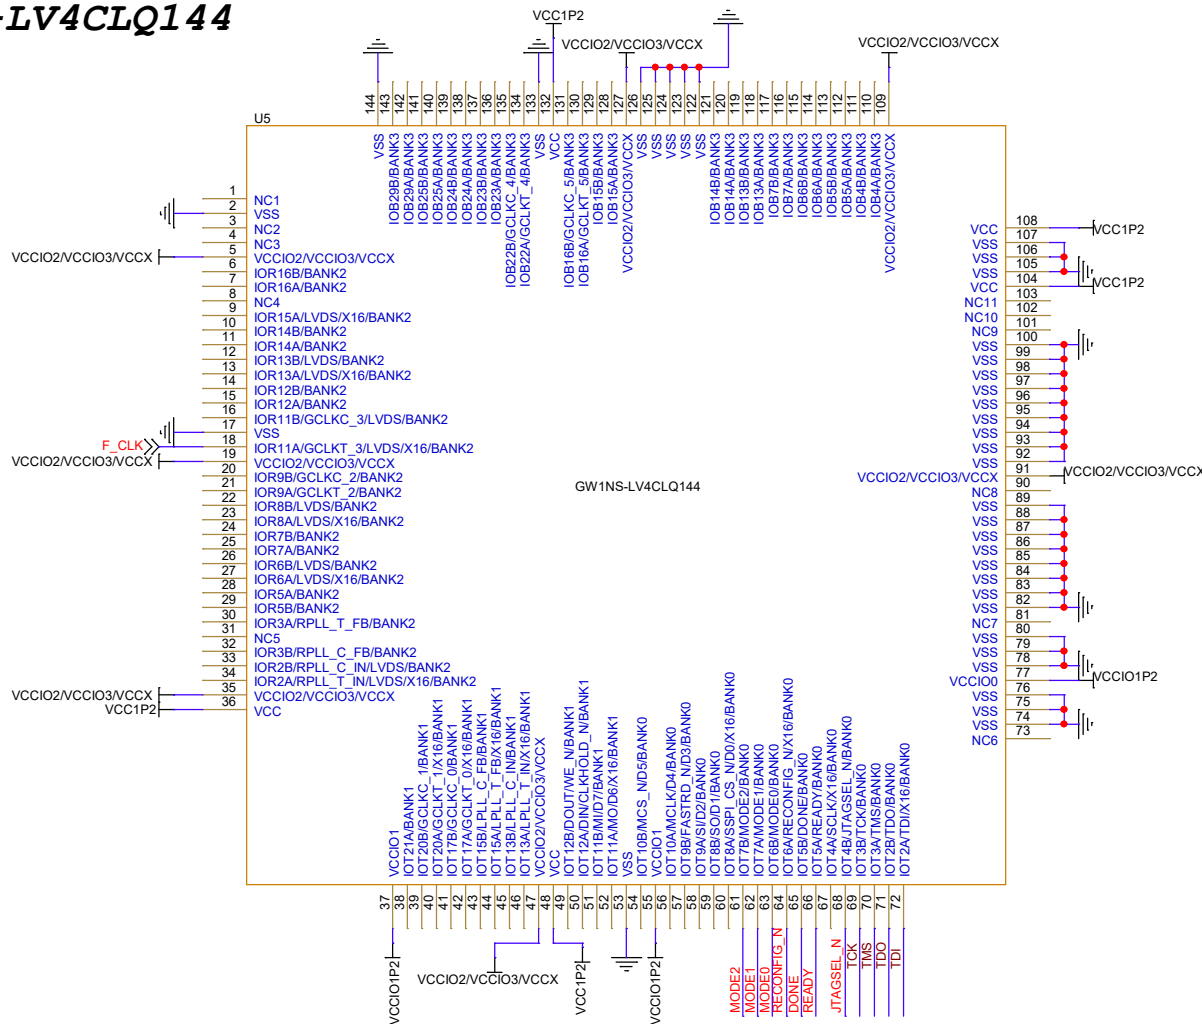 -LV4CLQ144
VCC1P2
VCCIO2/VCCIO3/VCCX
VCCIO2/VCCIO3/VCCX
U5
144
143
142
141
140
139
138
137
136
135
134
133
132
131
130
129
128
127
126
125
124
123
122
121
120
119
118
117
116
115
114
113
112
111
110
109
VSS
IOB29B/BANK3
IOB29A/BANK3
IOB25B/BANK3
IOB25A/BANK3
IOB24B/BANK3
IOB24A/BANK3
IOB23B/BANK3
IOB23A/BANK3
IOB22B/GCLKC_4/BANK3
IOB22A/GCLKT_4/BANK3
VSS
VCC
IOB16B/GCLKC_5/BANK3
IOB16A/GCLKT_5/BANK3
IOB15B/BANK3
IOB15A/BANK3
VCCIO2/VCCIO3/VCCX
VSS
VSS
VSS
VSS
VSS
IOB14B/BANK3
IOB14A/BANK3
IOB13B/BANK3
IOB13A/BANK3
IOB7B/BANK3
IOB7A/BANK3
IOB6B/BANK3
IOB6A/BANK3
IOB5B/BANK3
IOB5A/BANK3
IOB4B/BANK3
IOB4A/BANK3
VCCIO2/VCCIO3/VCCX
1 NC1
2 VSS
3 NC2
4 NC3
VCCIO2/VCCIO3/VCCX 5 VCCIO2/VCCIO3/VCCX
6 IOR16B/BANK2
7 IOR16A/BANK2
8 NC4
9 IOR15A/LVDS/X16/BANK2
10 IOR14B/BANK2
11 IOR14A/BANK2
12 IOR13B/LVDS/BANK2
13 IOR13A/LVDS/X16/BANK2
14 IOR12B/BANK2
15 IOR12A/BANK2
16 IOR11B/GCLKC_3/LVDS/BANK2
17 VSS
F_CLK 18 IOR11A/GCLKT_3/LVDS/X16/BANK2
VCCIO2/VCCIO3/VCCX 19 VCCIO2/VCCIO3/VCCX
20 IOR9B/GCLKC_2/BANK2
21 IOR9A/GCLKT_2/BANK2
22 IOR8B/LVDS/BANK2
23 IOR8A/LVDS/X16/BANK2
24 IOR7B/BANK2
25 IOR7A/BANK2
26 IOR6B/LVDS/BANK2
27 IOR6A/LVDS/X16/BANK2
28 IOR5A/BANK2
29 IOR5B/BANK2
30 IOR3A/RPLL_T_FB/BANK2
31 NC5
32 IOR3B/RPLL_C_FB/BANK2
33 IOR2B/RPLL_C_IN/LVDS/BANK2
34 IOR2A/RPLL_T_IN/LVDS/X16/BANK2
VCCIO2/VCCIO3/VCCX 35 VCCIO2/VCCIO3/VCCX
VCC1P2 36 VCC
GW1NS-LV4CLQ144
VCC 108 VCC1P2
VSS 107
VSS 106
VSS 105
VCC 104 VCC1P2
NC11 103
NC10 102
NC9 101
VSS 100
VSS 99
VSS 98
VSS 97
VSS 96
VSS 95
VSS 94
VSS 93
VSS 92
VCCIO2/VCCIO3/VCCX 91 VCCIO2/VCCIO3/VCCX
NC8 90
VSS 89
VSS 88
VSS 87
VSS 86
VSS 85
VSS 84
VSS 83
VSS 82
NC7 81
VSS 80
VSS 79
VSS 78
VCCIO0 77 VCCIO1P2
VSS 76
VSS 75
VSS 74
NC6 73
VCCIO1
IOT21A/BANK1
IOT20B/GCLKC_1/BANK1
IOT20A/GCLKT_1/X16/BANK1
IOT17B/GCLKC_0/BANK1
IOT17A/GCLKT_0/X16/BANK1
IOT15B/LPLL_C_FB/BANK1
IOT15A/LPLL_T_FB/X16/BANK1
IOT13B/LPLL_C_IN/BANK1
IOT13A/LPLL_T_IN/X16/BANK1
VCCIO2/VCCIO3/VCCX
VCC
IOT12B/DOUT/WE_N/BANK1
IOT12A/DIN/CLKHOLD_N/BANK1
IOT11B/MI/D7/BANK1
IOT11A/MO/D6/X16/BANK1
VSS
IOT10B/MCS_N/D5/BANK0
VCCIO1
IOT10A/MCLK/D4/BANK0
IOT9B/FASTRD_N/D3/BANK0
IOT9A/SI/D2/BANK0
IOT8B/SO/D1/BANK0
IOT8A/SSPI_CS_N/D0/X16/BANK0
IOT7B/MODE2/BANK0
IOT7A/MODE1/BANK0
IOT6B/MODE0/BANK0
IOT6A/RECONFIG_N/X16/BANK0
IOT5B/DONE/BANK0
IOT5A/READY/BANK0
IOT4A/SCLK/X16/BANK0
IOT4B/JTAGSEL_N/BANK0
IOT3B/TCK/BANK0
IOT3A/TMS/BANK0
IOT2B/TDO/BANK0
IOT2A/TDI/X16/BANK0
37
38
39
40
41
42
43
44
45
46
47
48
49
50
51
52
53
54
55
56
57
58
59
60
61
62
63
64
65
66
67
68
69
70
71
72
VCCIO1P2
VCCIO2/VCCIO3/VCCX
VCC1P2
VCCIO1P2
MODE2
MODE1
MODE0
RECONFIG_N
DONE
READY
JTAGSEL_N
TCK
TMS
TDO
TDI